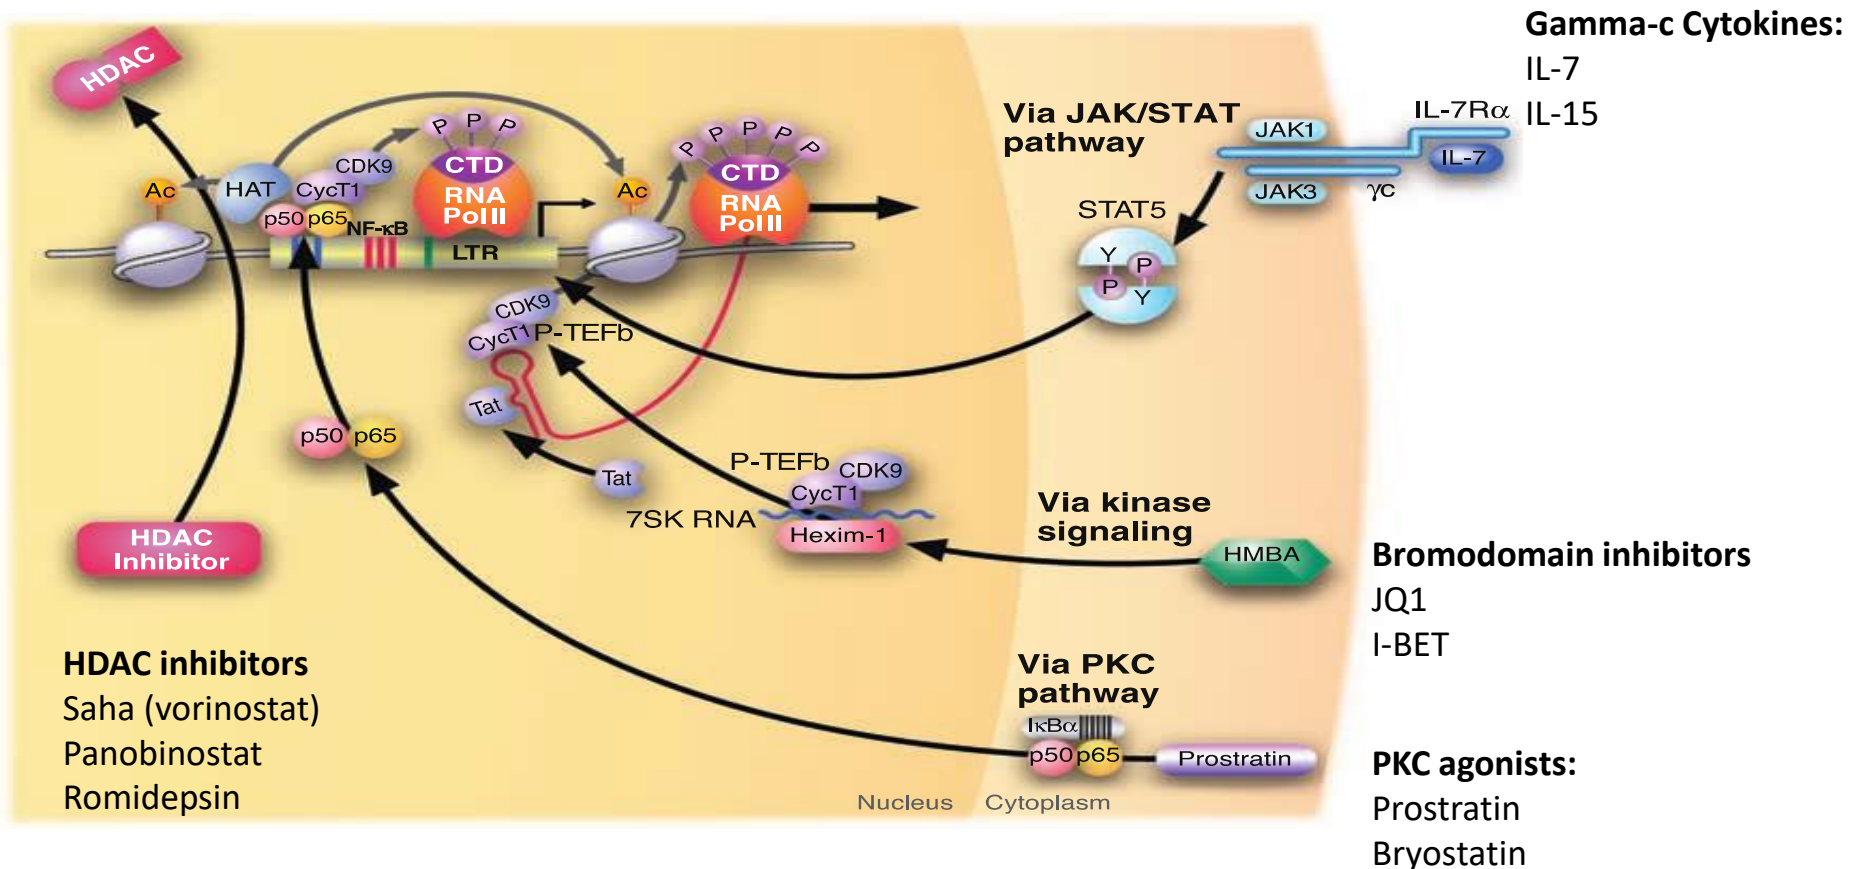 Gamma-c Cytokines:
IL-7
IL-15
HDAC
Via JAK/STAT
pathway
IL-7Rα
JAK1
IL-7
JAK3
γc
STAT5
Y
P
P
Y
P
P
P
P
P
P
P
P
CDK9
CTD
CTD
Ac
HAT
CycT1
RNA
Pol II
Ac
RNA
Pol II
p50
p65
NF-κB
LTR
CDK9
CycT1
P-TEFb
Tat
p50
p65
Tat
P-TEFb
CDK9
CycT1
7SK RNA
Hexim-1
Via kinase
signaling
HMBA
Bromodomain inhibitors
JQ1
I-BET
HDAC
Inhibitor
HDAC inhibitors
Saha (vorinostat)
Panobinostat
Romidepsin
Via PKC
pathway
IκBα
p50
p65
Prostratin
Nucleus
Cytoplasm
PKC agonists:
Prostratin
Bryostatin